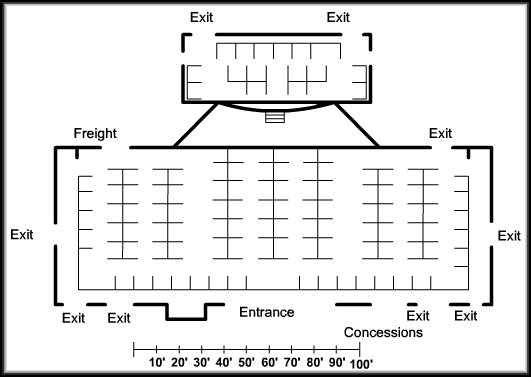 Exit Exit
Freight Exit
Exit Exit
Exit Exit Entrance Exit Exit
Concessions
10' 20' 30' 40' 50' 60' 70' 80' 90' 100'